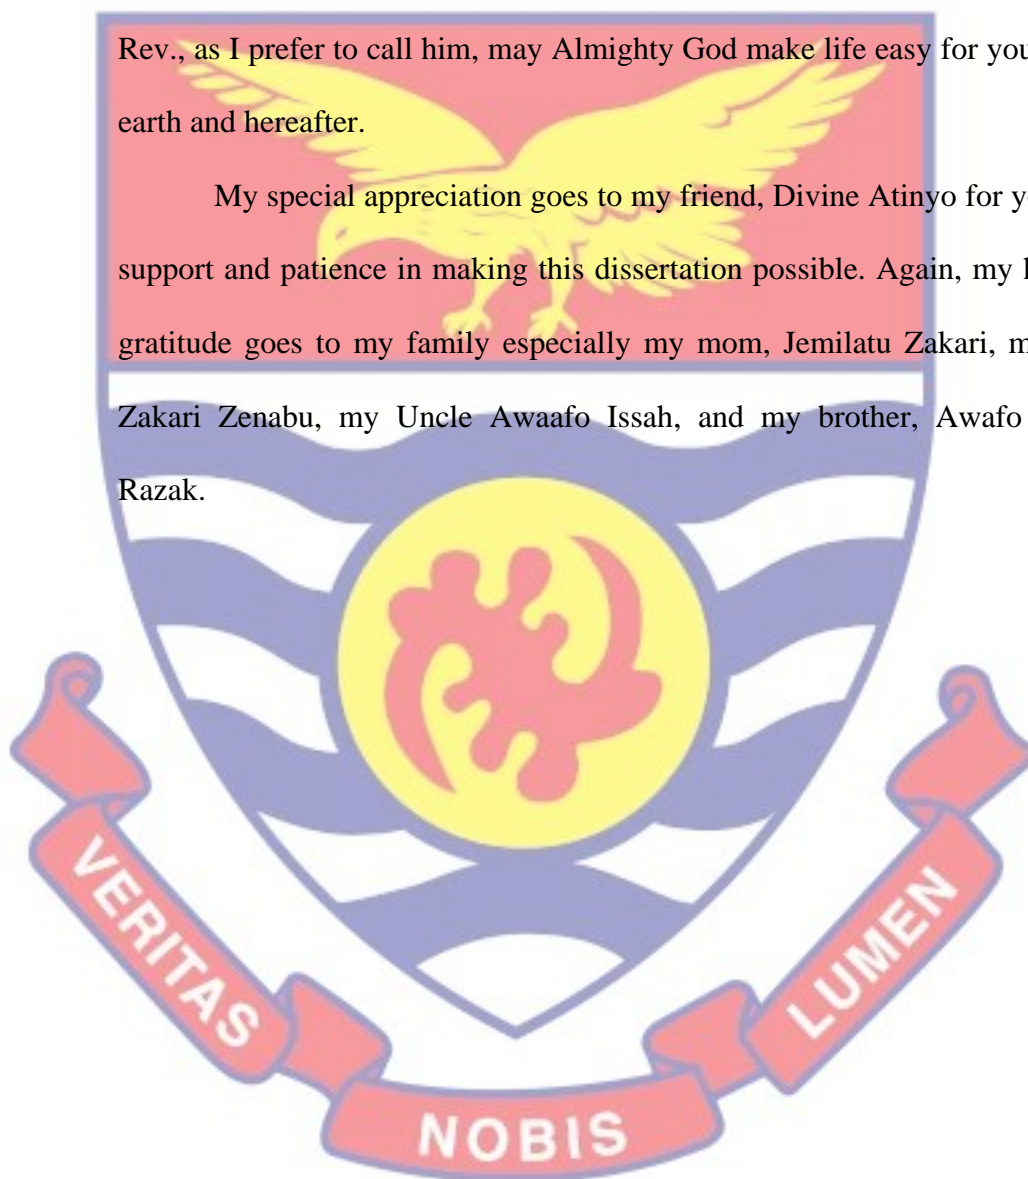 Rev., as I prefer to call him, may Almighty God make life easy for you
earth and hereafter.
My special appreciation goes to my friend, Divine Atinyo for
support and patience in making this dissertation possible. Again, my
gratitude goes to my family especially my mom, Jemilatu Zakari,
Zakari Zenabu, my Uncle Awaafo Issah, and my brother, Awafo
Razak.
VERITAS
NOBIS
LUMEN